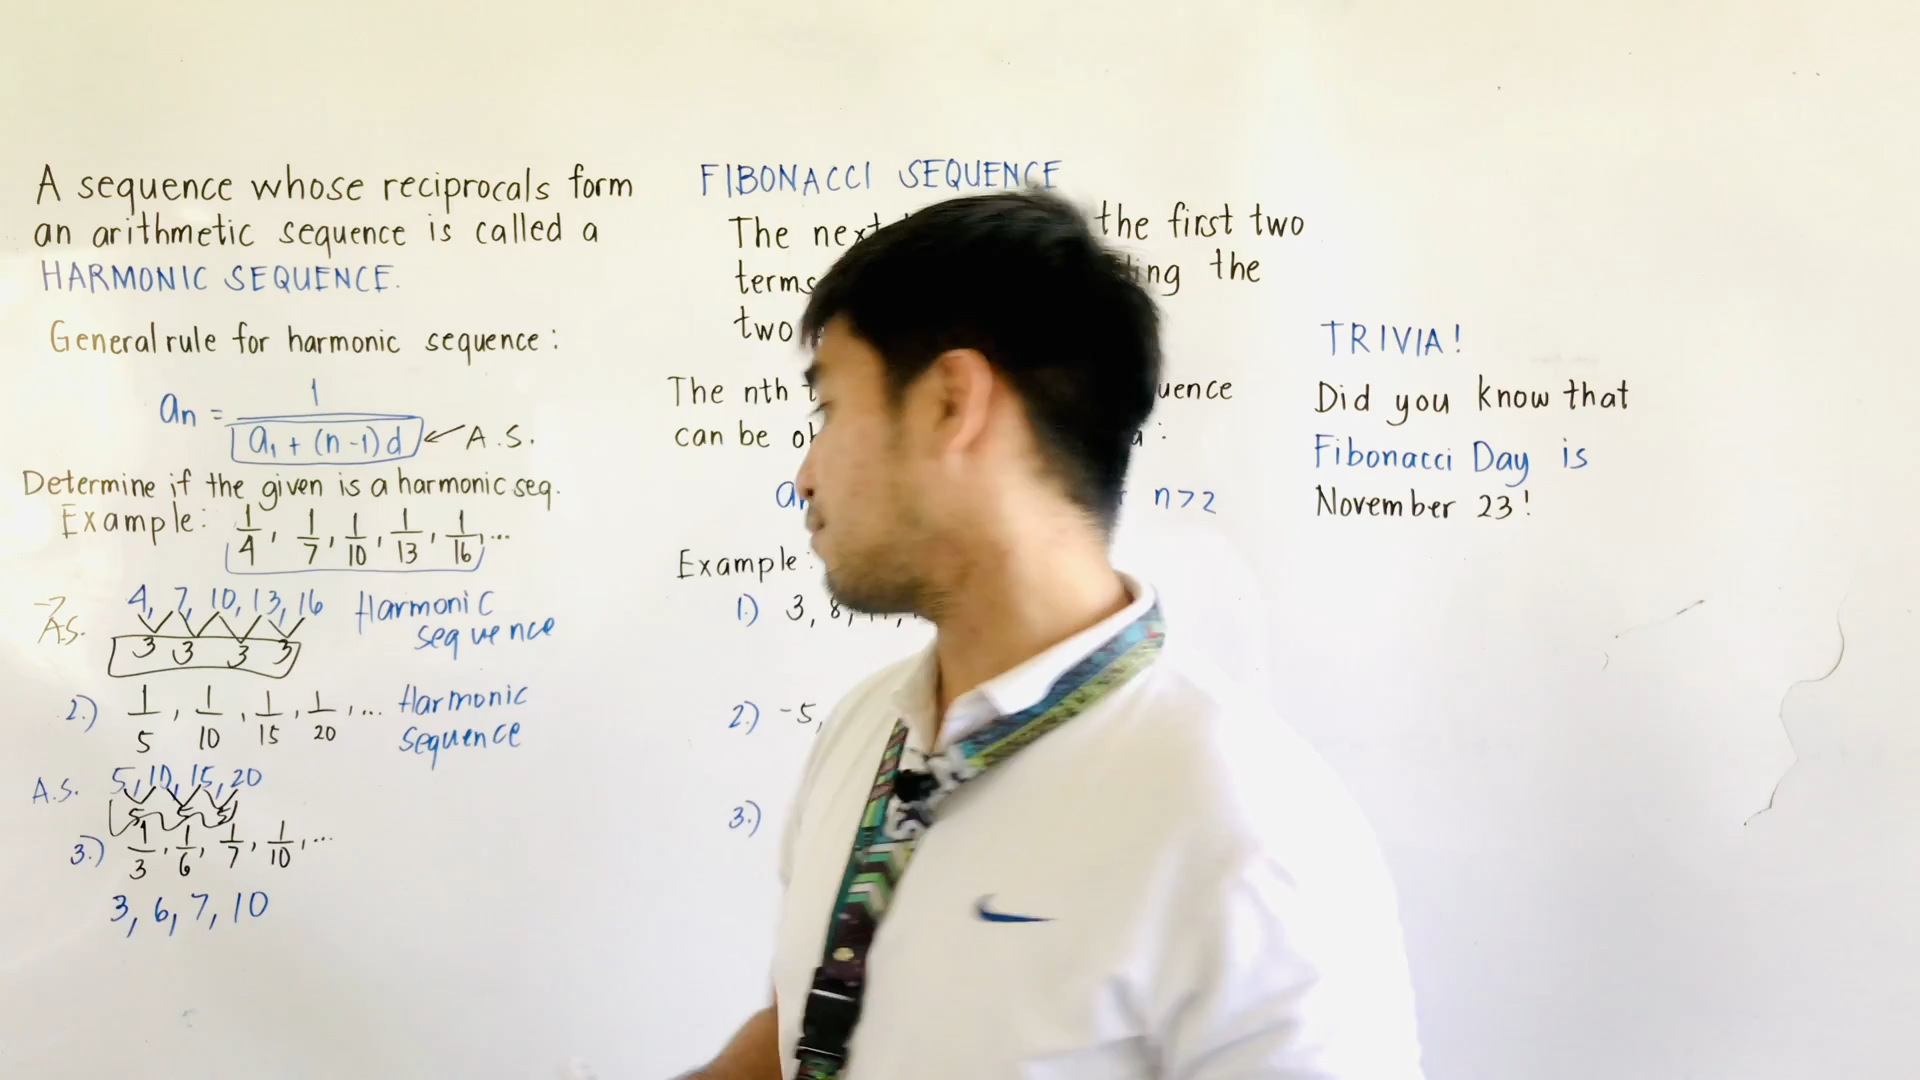 A sequence whose reciprocals form
an arithmetic sequence is called a
HARMONIC SEQUENCE.
General rule for harmonic sequence :
an = 1 / a1 + (n-1)d ← A.S.
Determine if the given is a harmonic seq.
Example: 1/4, 1/7, 1/10, 1/13, 1/16, ...
A.S. 4, 7, 10, 13, 16 Harmonic
sequence
3 3 3 3
2.) 1/5, 1/10, 1/15, 1/20, ... Harmonic
sequence
A.S. 5, 10, 15, 20
5 5 5
3.) 1/3, 1/6, 1/7, 1/10, ...
3, 6, 7, 10
FIBONACCI SEQUENCE
The next the first two
terms the
two
The nth
can be
n>2
Example:
1.) 3, 8,
2.) -5,
3.)
TRIVIA!
Did you know that
Fibonacci Day is
November 23!